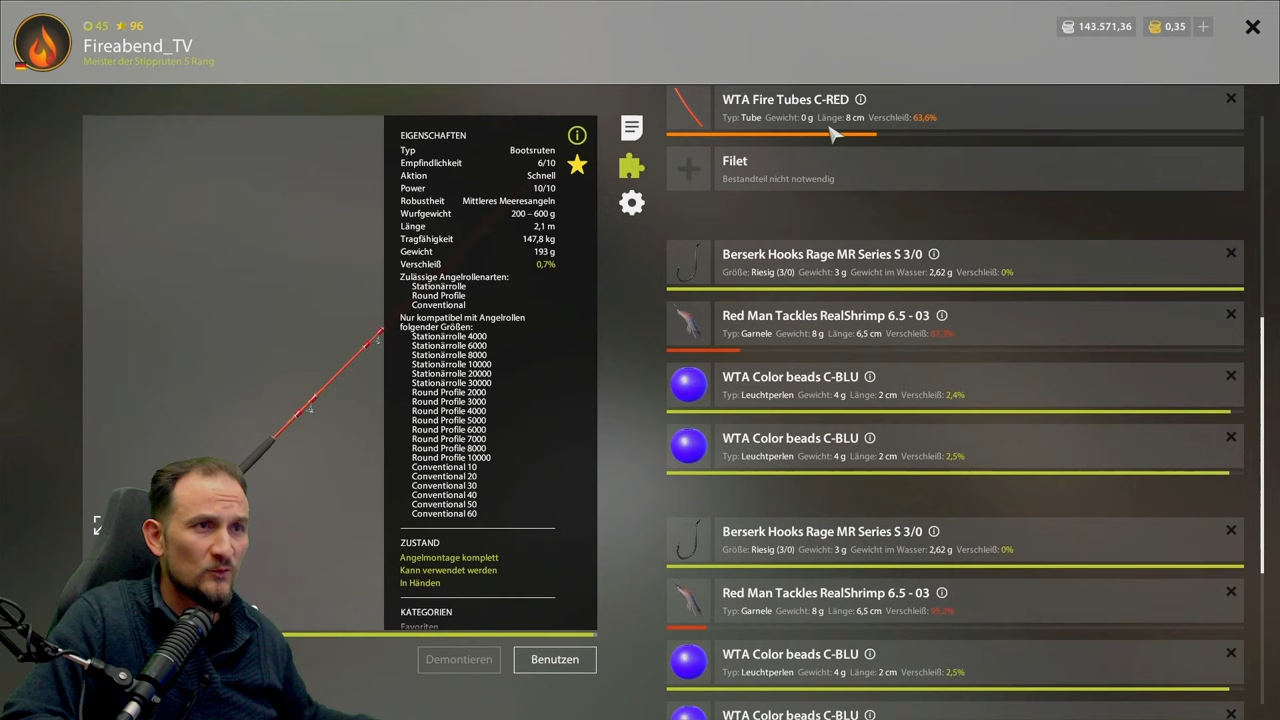 45 96
Fireabend_TV
Meister der Stippruten 5 Rang
143.571,36
0,35
EIGENSCHAFTEN
Typ Bootsruten
Empfindlichkeit 6/10
Aktion Schnell
Power 10/10
Robustheit Mittleres Meeresangeln
Wurfgewicht 200 – 600 g
Länge 2,1 m
Tragfähigkeit 147,8 kg
Gewicht 193 g
Verschleiß 0,7%
Zulässige Angelrollenarten:
Stationärrolle
Round Profile
Conventional
Nur kompatibel mit Angelrollen
folgender Größen:
Stationärrolle 4000
Stationärrolle 6000
Stationärrolle 8000
Stationärrolle 10000
Stationärrolle 20000
Stationärrolle 30000
Round Profile 2000
Round Profile 3000
Round Profile 4000
Round Profile 5000
Round Profile 6000
Round Profile 7000
Round Profile 8000
Round Profile 10000
Conventional 10
Conventional 20
Conventional 30
Conventional 40
Conventional 50
Conventional 60
ZUSTAND
Angelmontage komplett
Kann verwendet werden
In Händen
KATEGORIEN
Favoriten
Demontieren
Benutzen
WTA Fire Tubes C-RED
Typ: Tube Gewicht: 0 g Länge: 8 cm Verschleiß: 63,6%
Filet
Bestandteil nicht notwendig
Berserk Hooks Rage MR Series S 3/0
Größe: Riesig (3/0) Gewicht: 3 g Gewicht im Wasser: 2,62 g Verschleiß: 0%
Red Man Tackles RealShrimp 6.5 - 03
Typ: Garnele Gewicht: 8 g Länge: 6,5 cm Verschleiß:
WTA Color beads C-BLU
Typ: Leuchtperlen Gewicht: 4 g Länge: 2 cm Verschleiß: 2,4%
WTA Color beads C-BLU
Typ: Leuchtperlen Gewicht: 4 g Länge: 2 cm Verschleiß: 2,5%
Berserk Hooks Rage MR Series S 3/0
Größe: Riesig (3/0) Gewicht: 3 g Gewicht im Wasser: 2,62 g Verschleiß: 0%
Red Man Tackles RealShrimp 6.5 - 03
Typ: Garnele Gewicht: 8 g Länge: 6,5 cm Verschleiß:
WTA Color beads C-BLU
Typ: Leuchtperlen Gewicht: 4 g Länge: 2 cm Verschleiß: 2,5%
WTA Color beads C-BLU